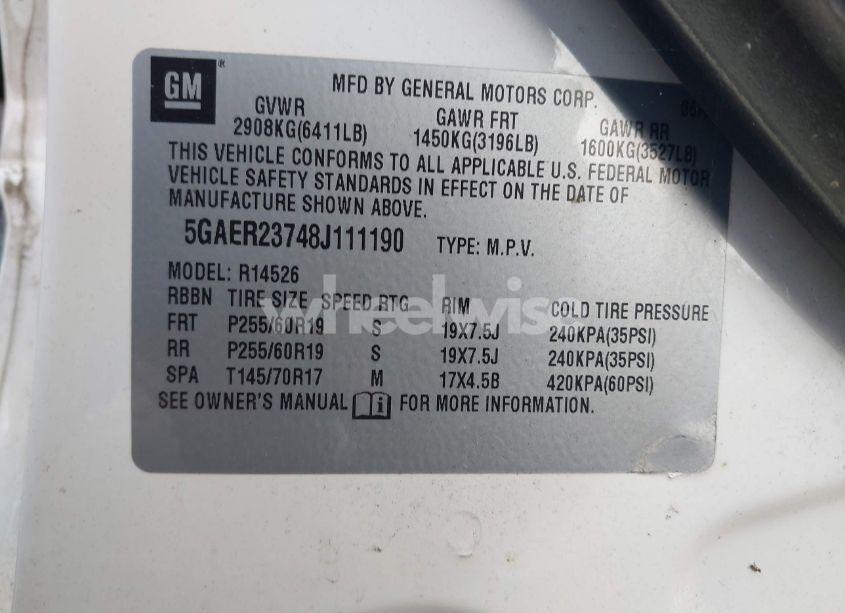 GM®
MFD BY GENERAL MOTORS CORP.
GVWR GAWR FRT GAWR RR
2908KG(6411LB) 1450KG(3196LB) 1600KG(3527LB)
THIS VEHICLE CONFORMS TO ALL APPLICABLE U.S. FEDERAL MOTOR
VEHICLE SAFETY STANDARDS IN EFFECT ON THE DATE OF
MANUFACTURE SHOWN ABOVE.
5GAER23748J111190 TYPE: M.P.V.
MODEL: R14526
RBBN TIRE SIZE SPEED RTG RIM COLD TIRE PRESSURE
FRT P255/60R19 S 19X7.5J 240KPA(35PSI)
RR P255/60R19 S 19X7.5J 240KPA(35PSI)
SPA T145/70R17 M 17X4.5B 420KPA(60PSI)
SEE OWNER'S MANUAL i FOR MORE INFORMATION.